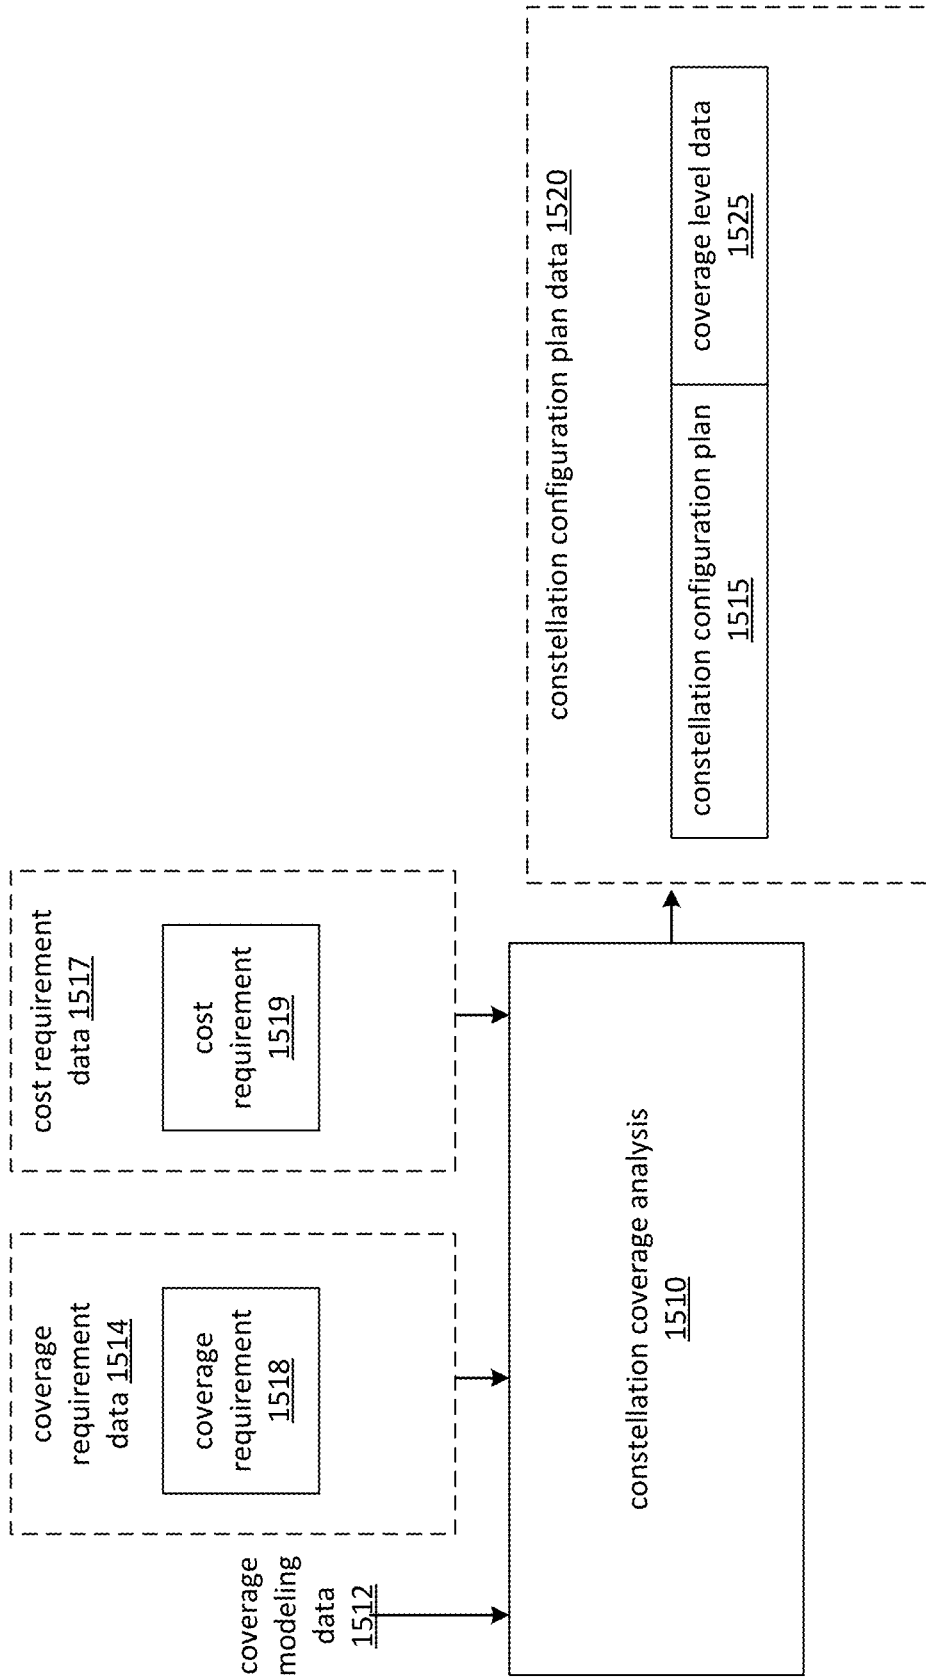 coverage
modeling
data
1512
coverage
requirement
data 1514
coverage
requirement
1518
cost requirement
data 1517
cost
requirement
1519
constellation coverage analysis
1510
constellation configuration plan data 1520
constellation configuration plan
1515
coverage level data
1525